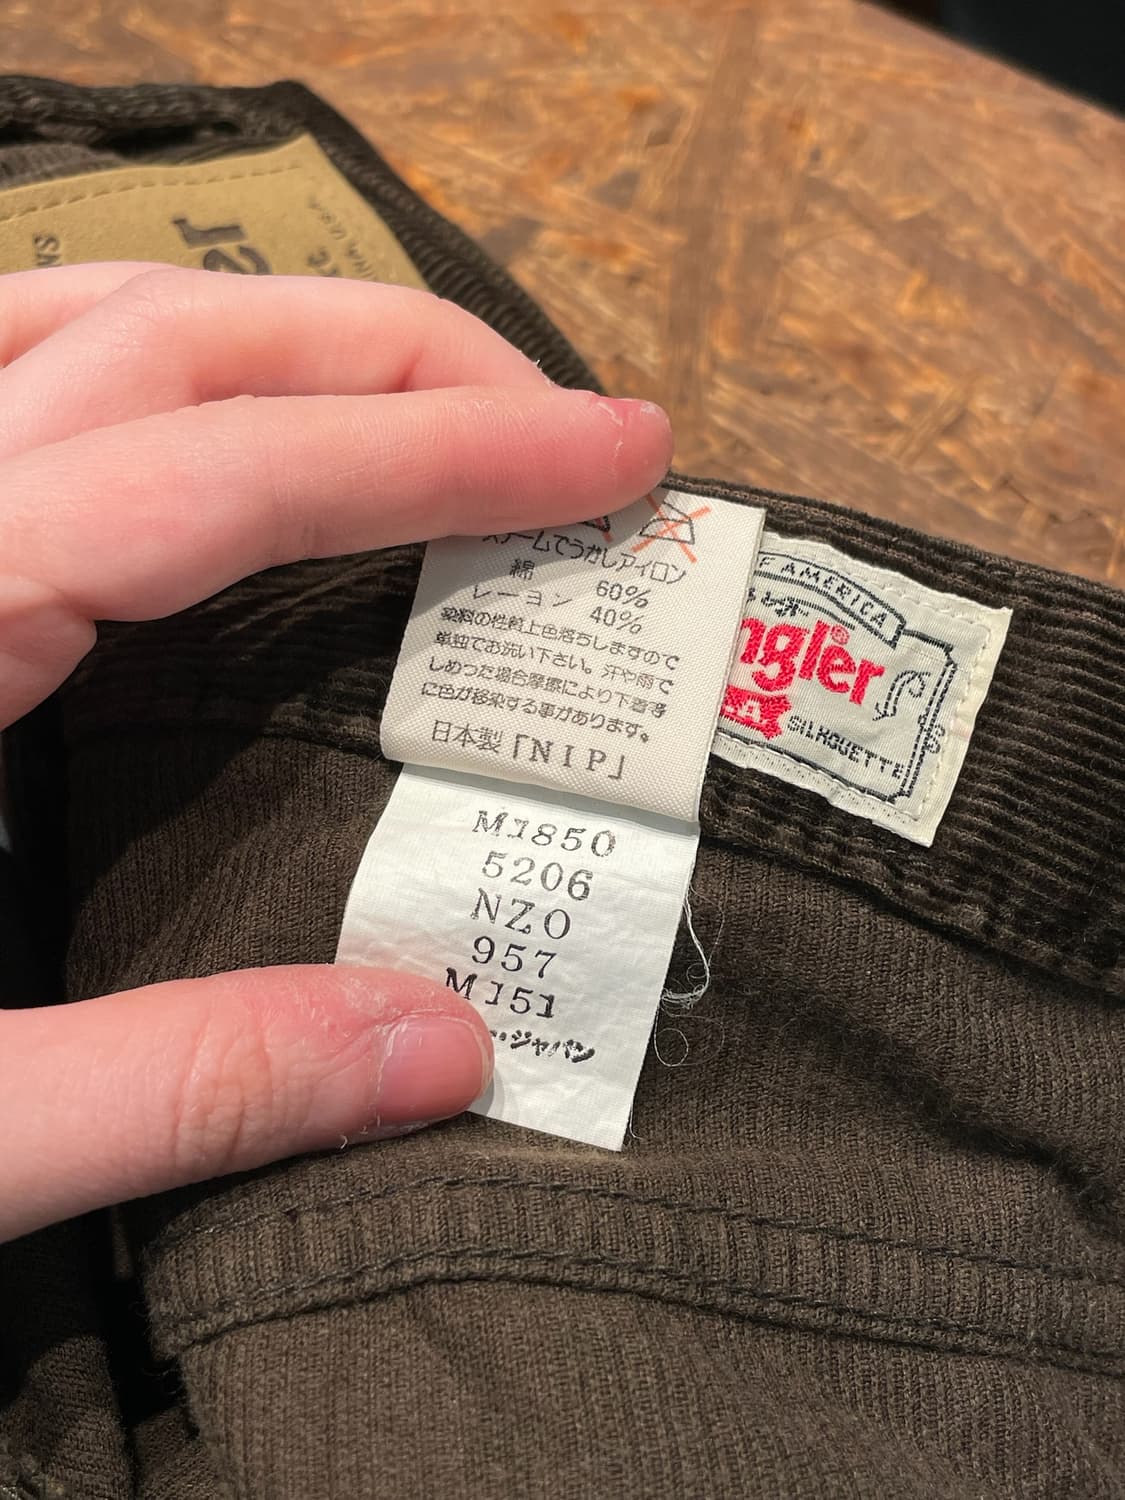 スチームでうかしアイロン
綿 60%
レーヨン 40%
染料の性質上色落ちしますので
単独でお洗い下さい。汗や雨で
しめった場合摩擦により下着等
に色が移染する事があります。
日本製「NIP」
M1850
5206
NZO
957
M151
ジャパン
F AMERICA
ngler®
SILHOUETTE